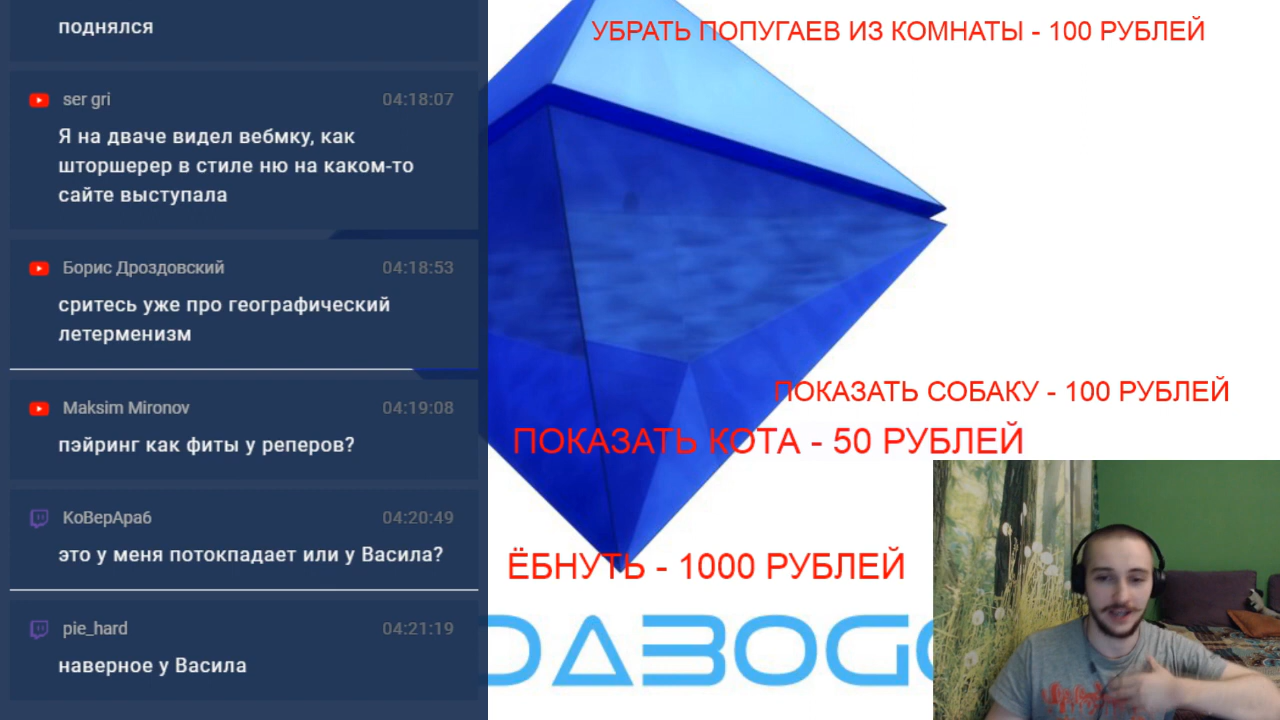 поднялся
ser gri 04:18:07
Я на дваче видел вебмку, как
шторшерер в стиле ню на каком-то
сайте выступала
Борис Дроздовский 04:18:53
сритесь уже про географический
летерменизм
Maksim Mironov 04:19:08
пэйринг как фиты у реперов?
КоВерАра6 04:20:49
это у меня потокпадает или у Васила?
pie_hard 04:21:19
наверное у Васила
УБРАТЬ ПОПУГАЕВ ИЗ КОМНАТЫ - 100 РУБЛЕЙ
ПОКАЗАТЬ СОБАКУ - 100 РУБЛЕЙ
ПОКАЗАТЬ КОТА - 50 РУБЛЕЙ
ЁБНУТЬ - 1000 РУБЛЕЙ